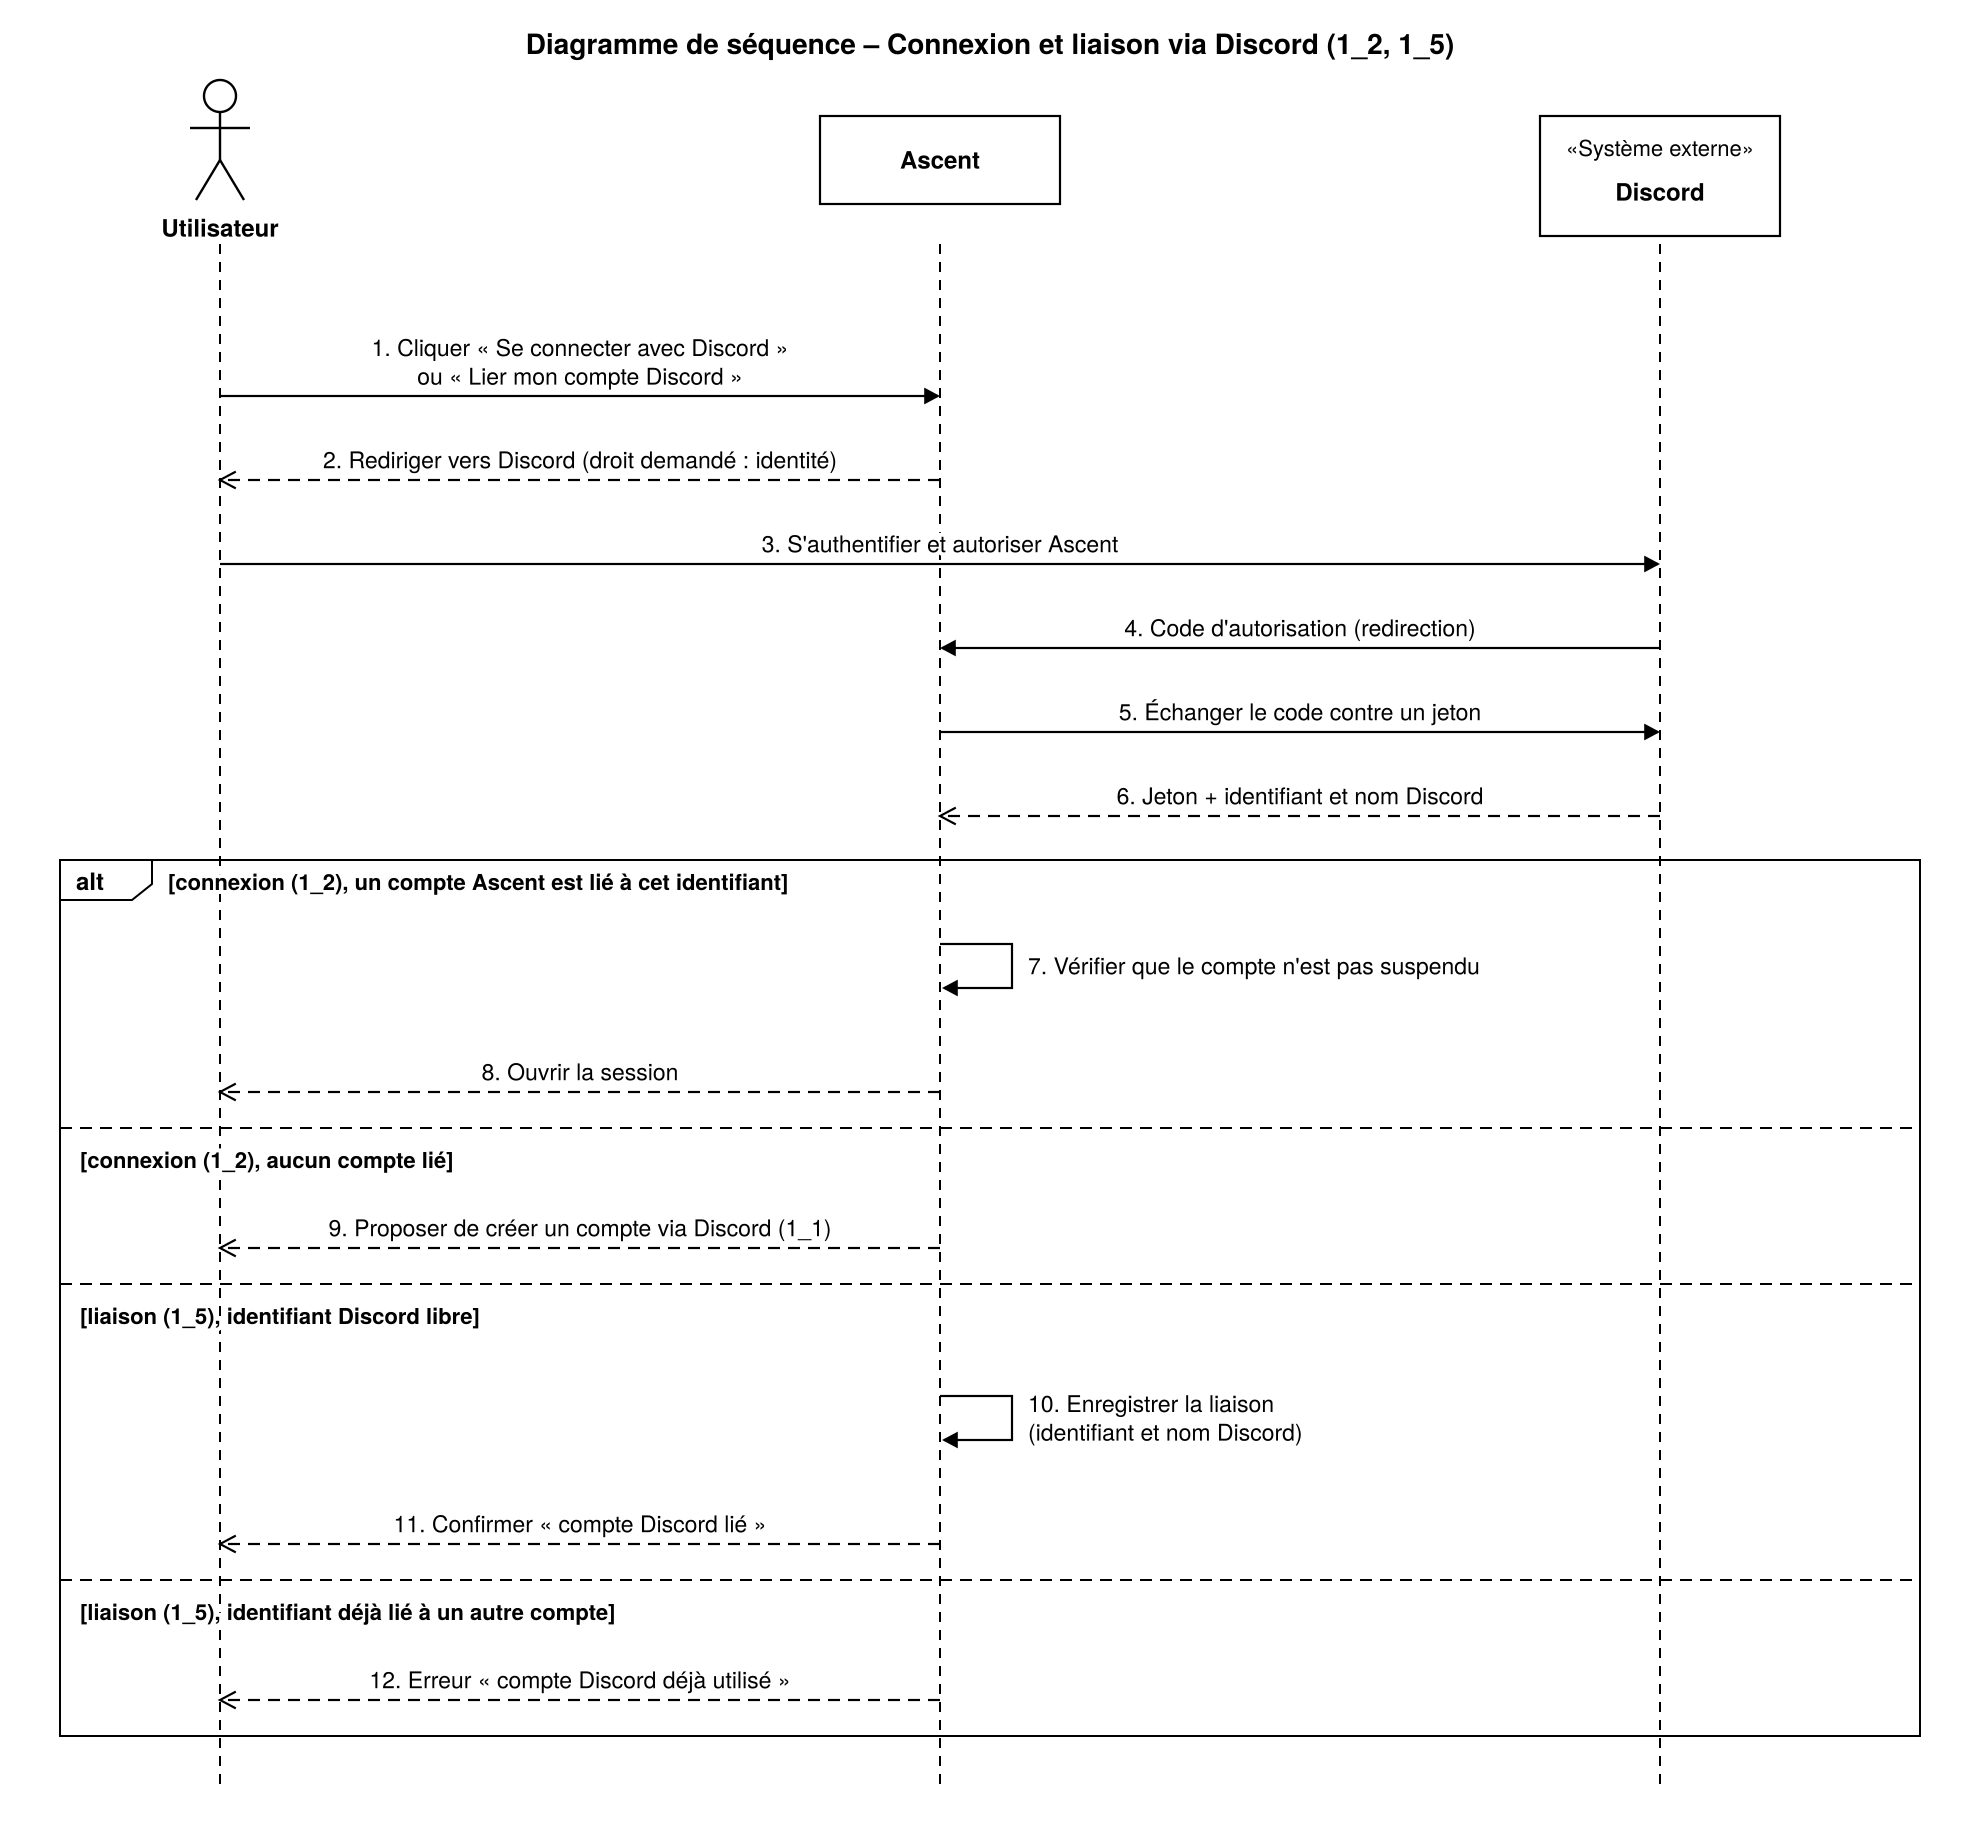 Diagramme de séquence – Connexion et liaison via Discord (1_2, 1_5)
Utilisateur
Ascent
«Système externe»
Discord
1. Cliquer « Se connecter avec Discord »
ou « Lier mon compte Discord »
2. Rediriger vers Discord (droit demandé : identité)
3. S'authentifier et autoriser Ascent
4. Code d'autorisation (redirection)
5. Échanger le code contre un jeton
6. Jeton + identifiant et nom Discord
alt
[connexion (1_2), un compte Ascent est lié à cet identifiant]
7. Vérifier que le compte n'est pas suspendu
8. Ouvrir la session
[connexion (1_2), aucun compte lié]
9. Proposer de créer un compte via Discord (1_1)
[liaison (1_5), identifiant Discord libre]
10. Enregistrer la liaison
(identifiant et nom Discord)
11. Confirmer « compte Discord lié »
[liaison (1_5), identifiant déjà lié à un autre compte]
12. Erreur « compte Discord déjà utilisé »